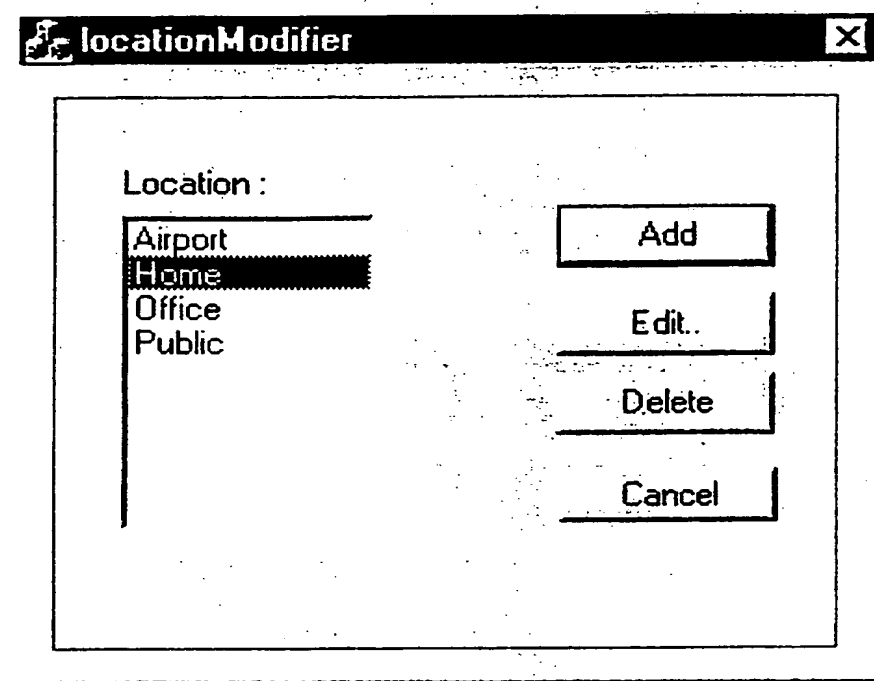 locationModifier
Location :
Airport
Home
Office
Public
Add
Edit..
Delete
Cancel